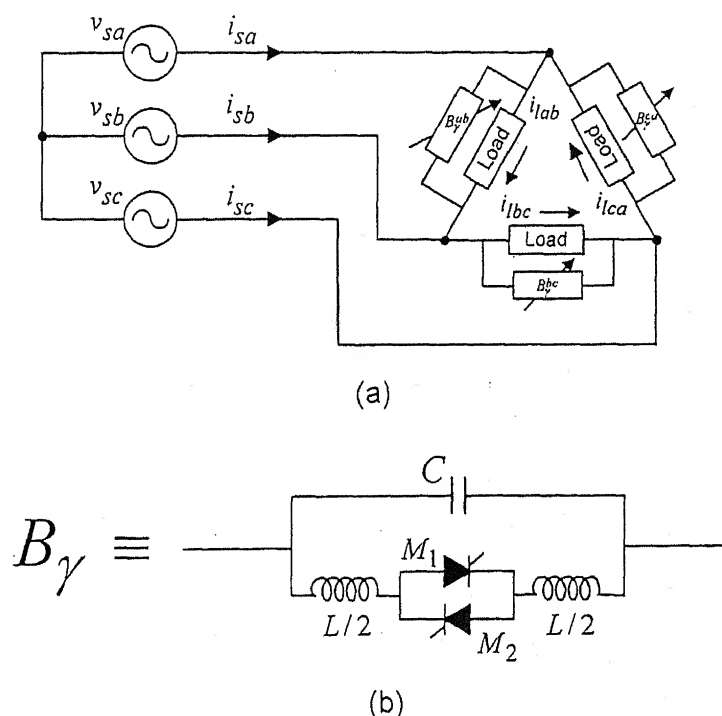 v_sa
i_sa
v_sb
i_sb
v_sc
i_sc
B_γ^ab
Load
i_lab
Load
B_γ^ca
i_lbc
i_lca
Load
B_γ^bc
(a)
B_γ ≡
C
M_1
L/2
M_2
L/2
(b)